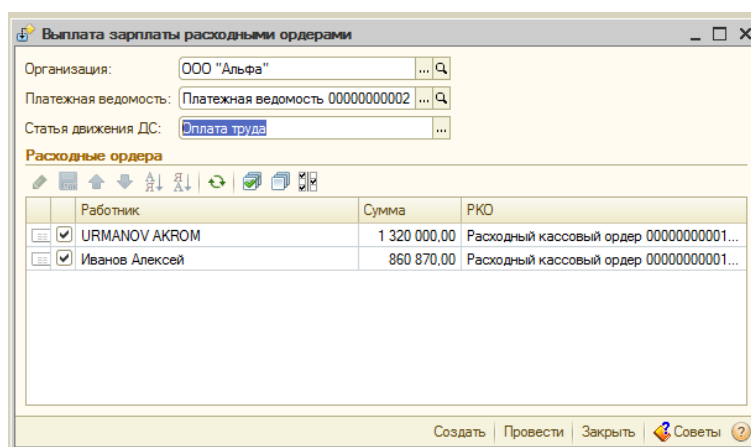 Выплата зарплаты расходными ордерами
Организация: ООО "Альфа" ...
Платежная ведомость: Платежная ведомость 00000000002 ...
Статья движения ДС: Оплата труда ...
Расходные ордера
Работник Сумма РКО
URMANOV AKROM 1 320 000,00 Расходный кассовый ордер 00000000001...
Иванов Алексей 860 870,00 Расходный кассовый ордер 00000000001...
Создать Провести Закрыть Советы ?